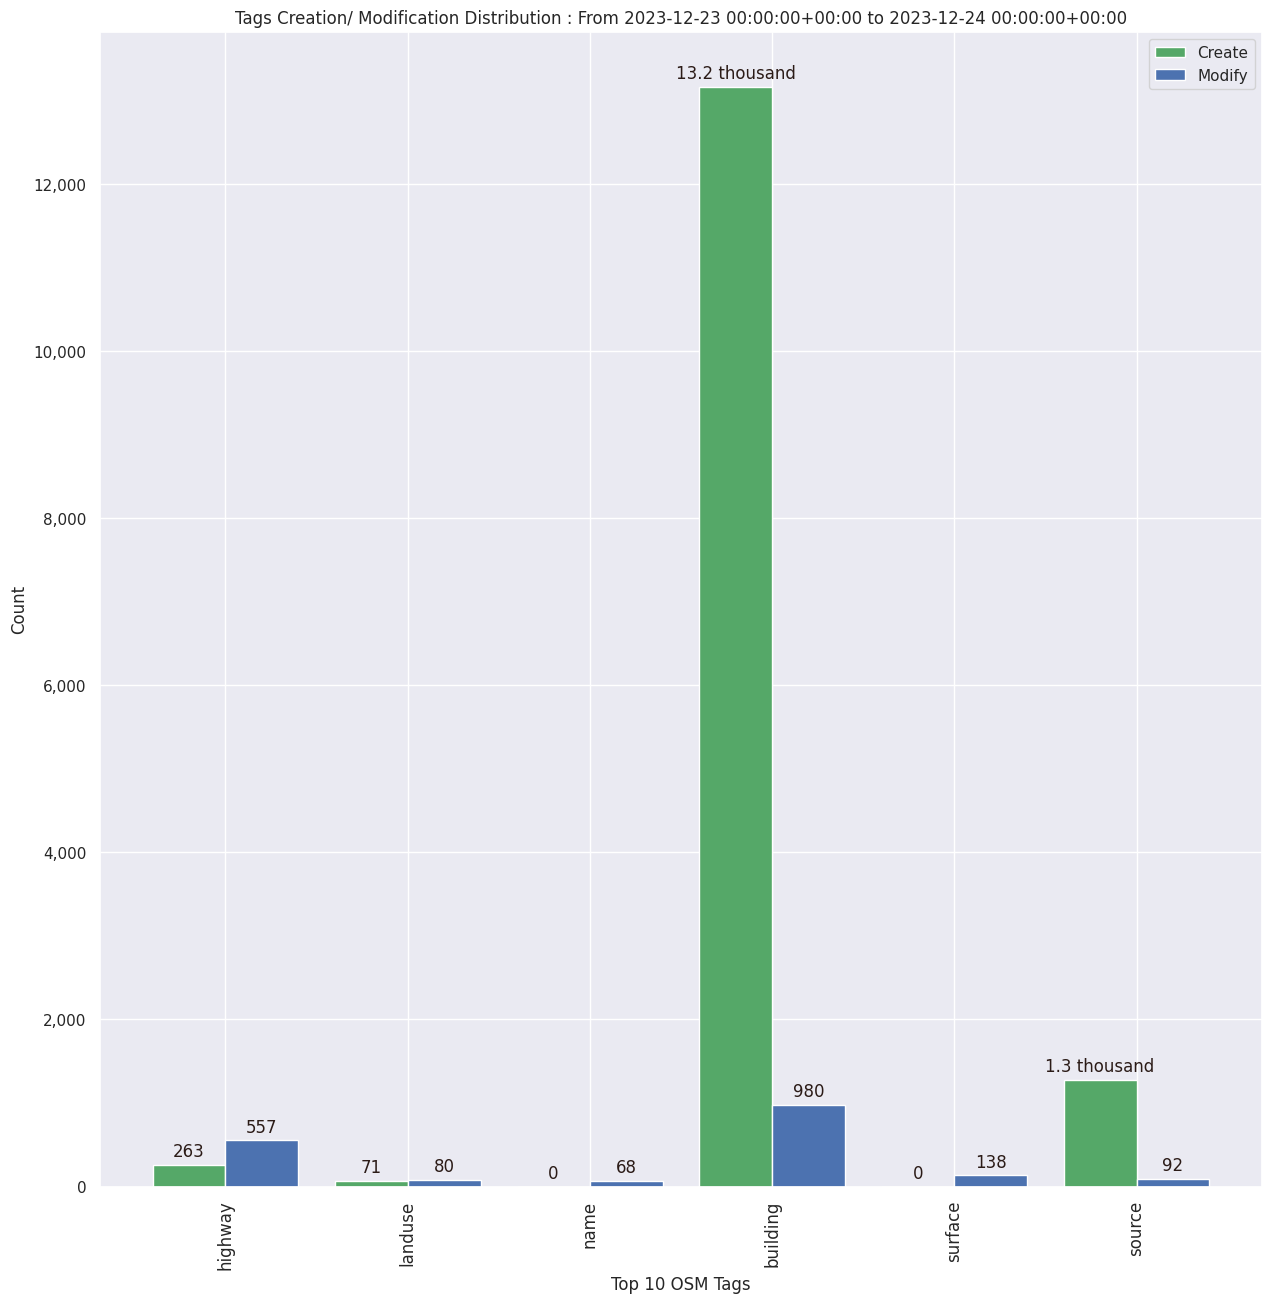 Tags Creation/ Modification Distribution : From 2023-12-23 00:00:00+00:00 to 2023-12-24 00:00:00+00:00
Create
Modify
13.2 thousand
12,000
10,000
8,000
6,000
4,000
2,000
0
Count
263
557
71
80
0
68
980
0
138
1.3 thousand
92
highway
landuse
name
building
surface
source
Top 10 OSM Tags